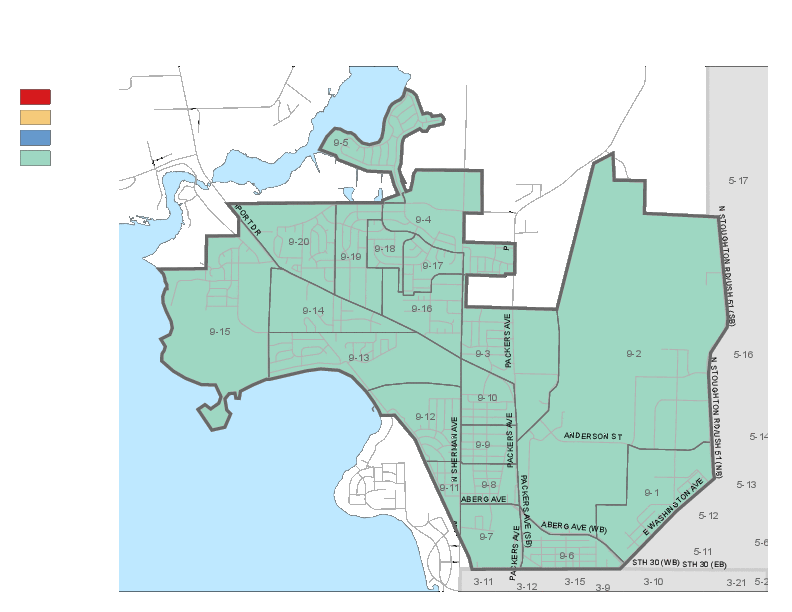 9-5
5-17
PORT DR
9-4
N STOUGHTON RD/USH 51 (SB)
9-20
9-18
9-19
9-17
9-16
9-14
9-15
PACKERS AVE
9-3
9-2
5-16
9-13
N STOUGHTON RD/USH 51 (NB)
9-10
9-12
N SHERMAN AVE
PACKERS AVE
ANDERSON ST
5-14
9-9
9-11
9-8
PACKERS AVE (SB)
9-1
5-13
ABERG AVE
E WASHINGTON AVE
5-12
ABERG AVE (WB)
9-7
PACKERS AVE
5-6
9-6
5-11
STH 30 (WB)
STH 30 (EB)
3-11
3-12
3-15
3-9
3-10
3-21
5-2